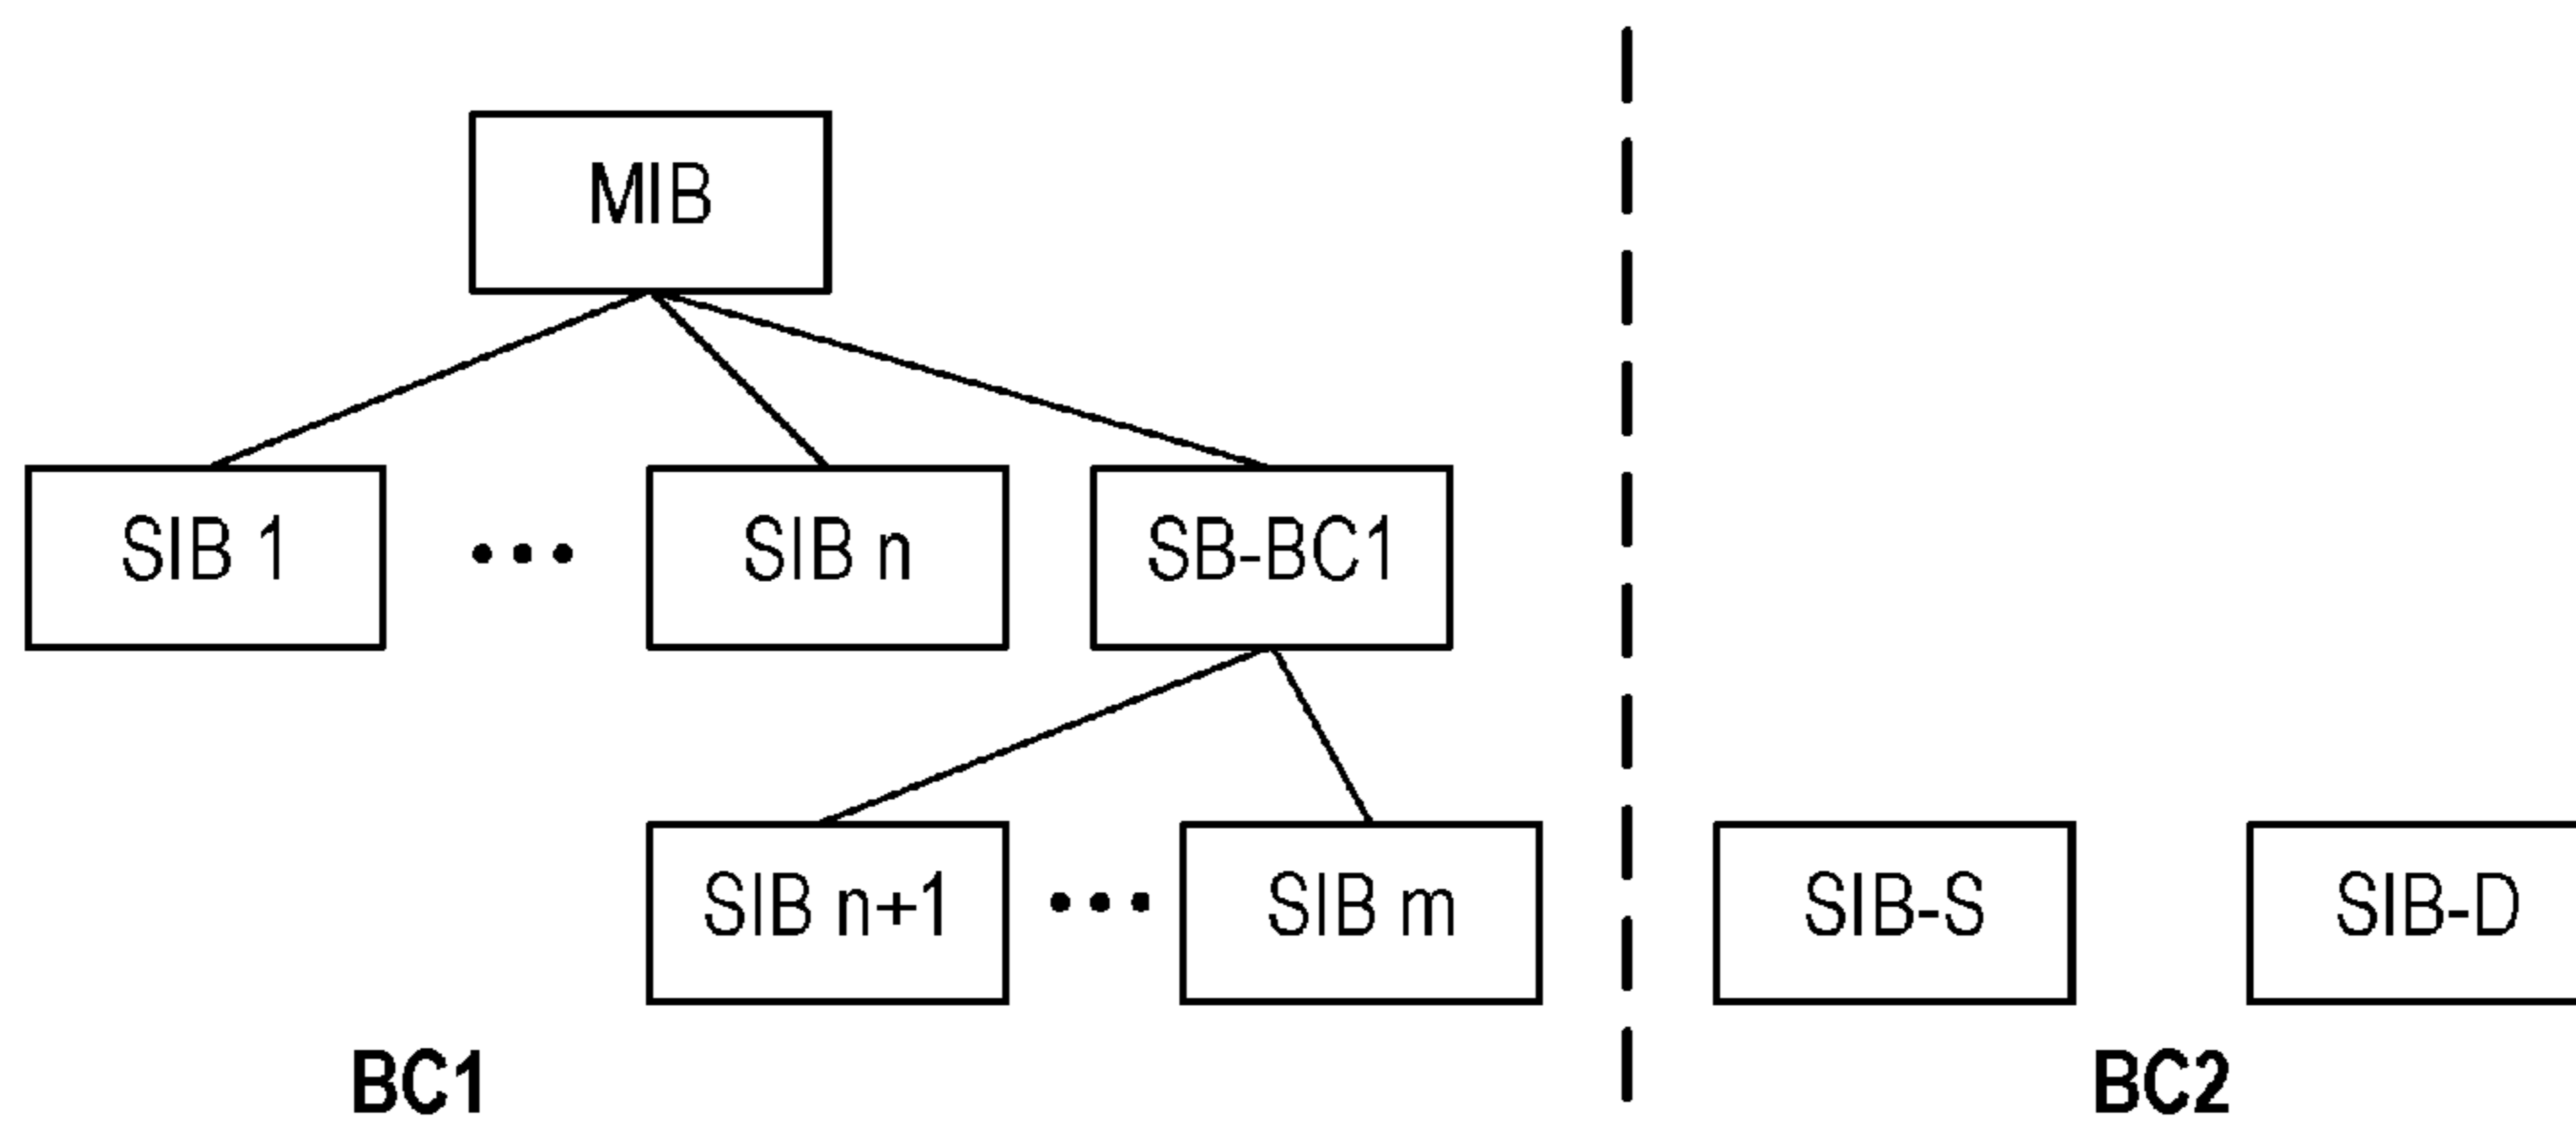 MIB
SIB 1 ••• SIB n SB-BC1
SIB n+1 ••• SIB m SIB-S SIB-D
BC1 BC2